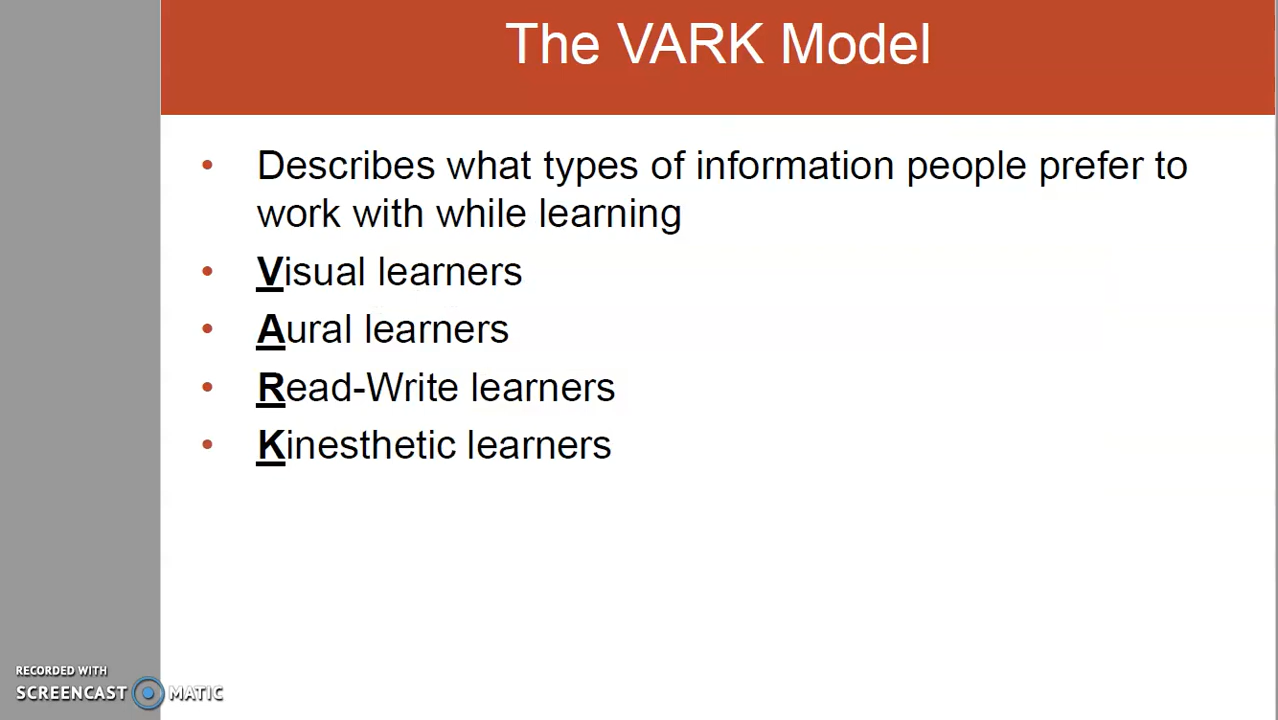 The VARK Model
• Describes what types of information people prefer to
work with while learning
• Visual learners
• Aural learners
• Read-Write learners
• Kinesthetic learners
RECORDED WITH
SCREENCAST MATIC